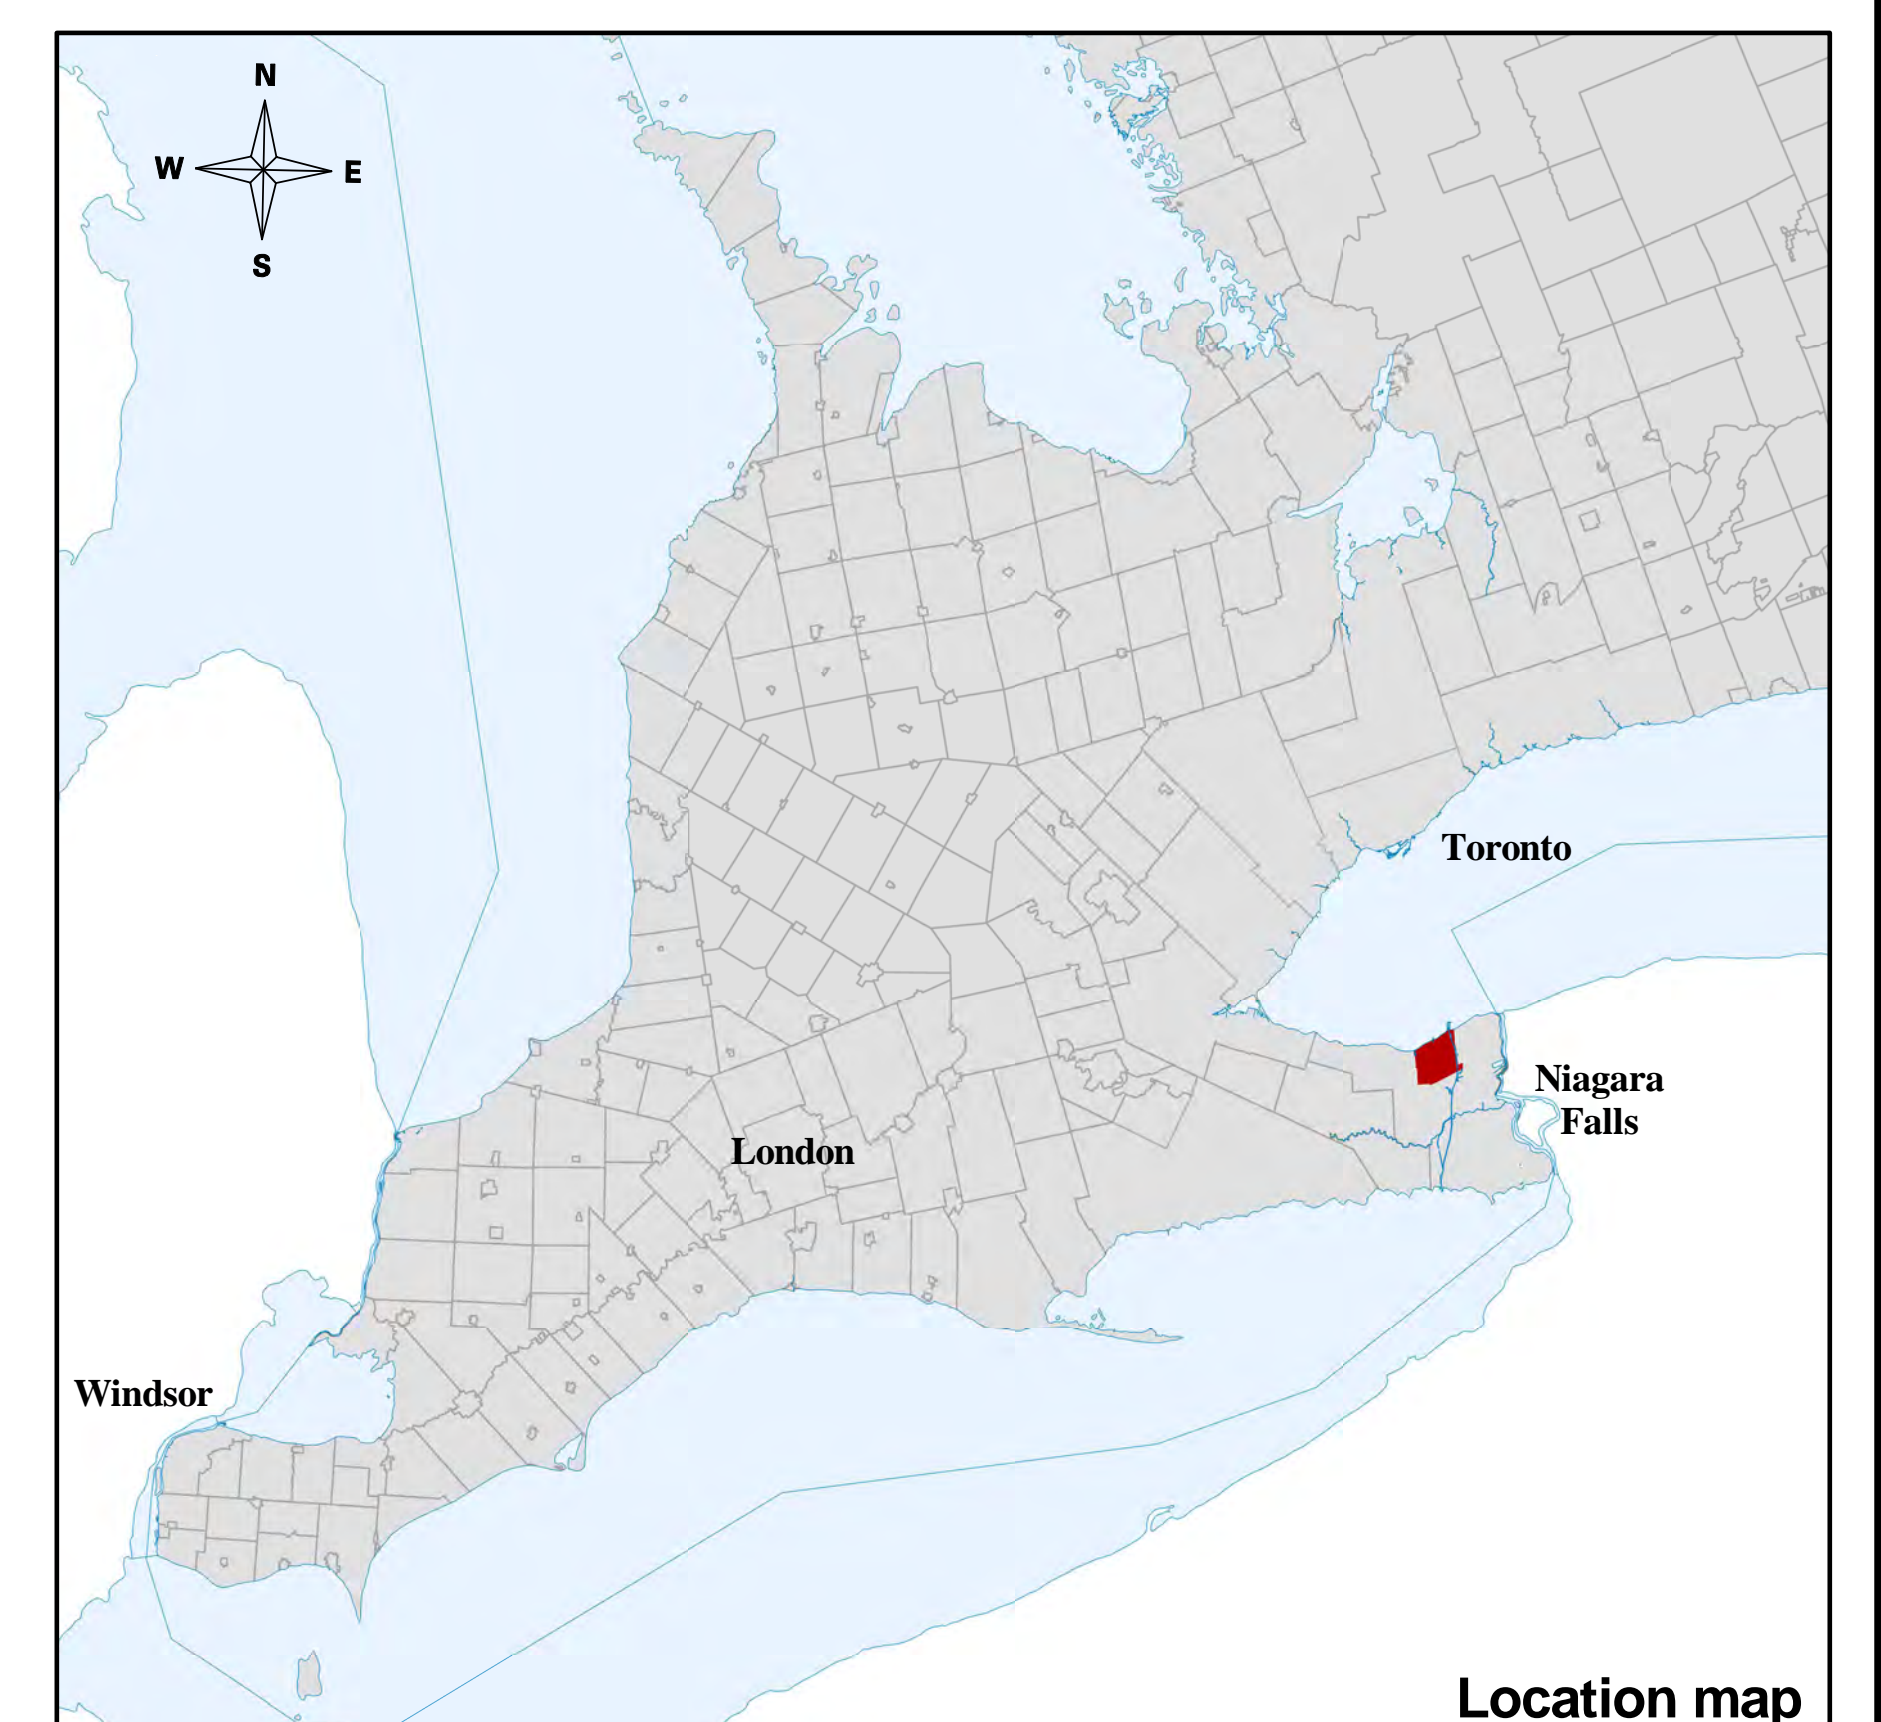 N
W
E
S
Toronto
Niagara
Falls
London
Windsor
Location map